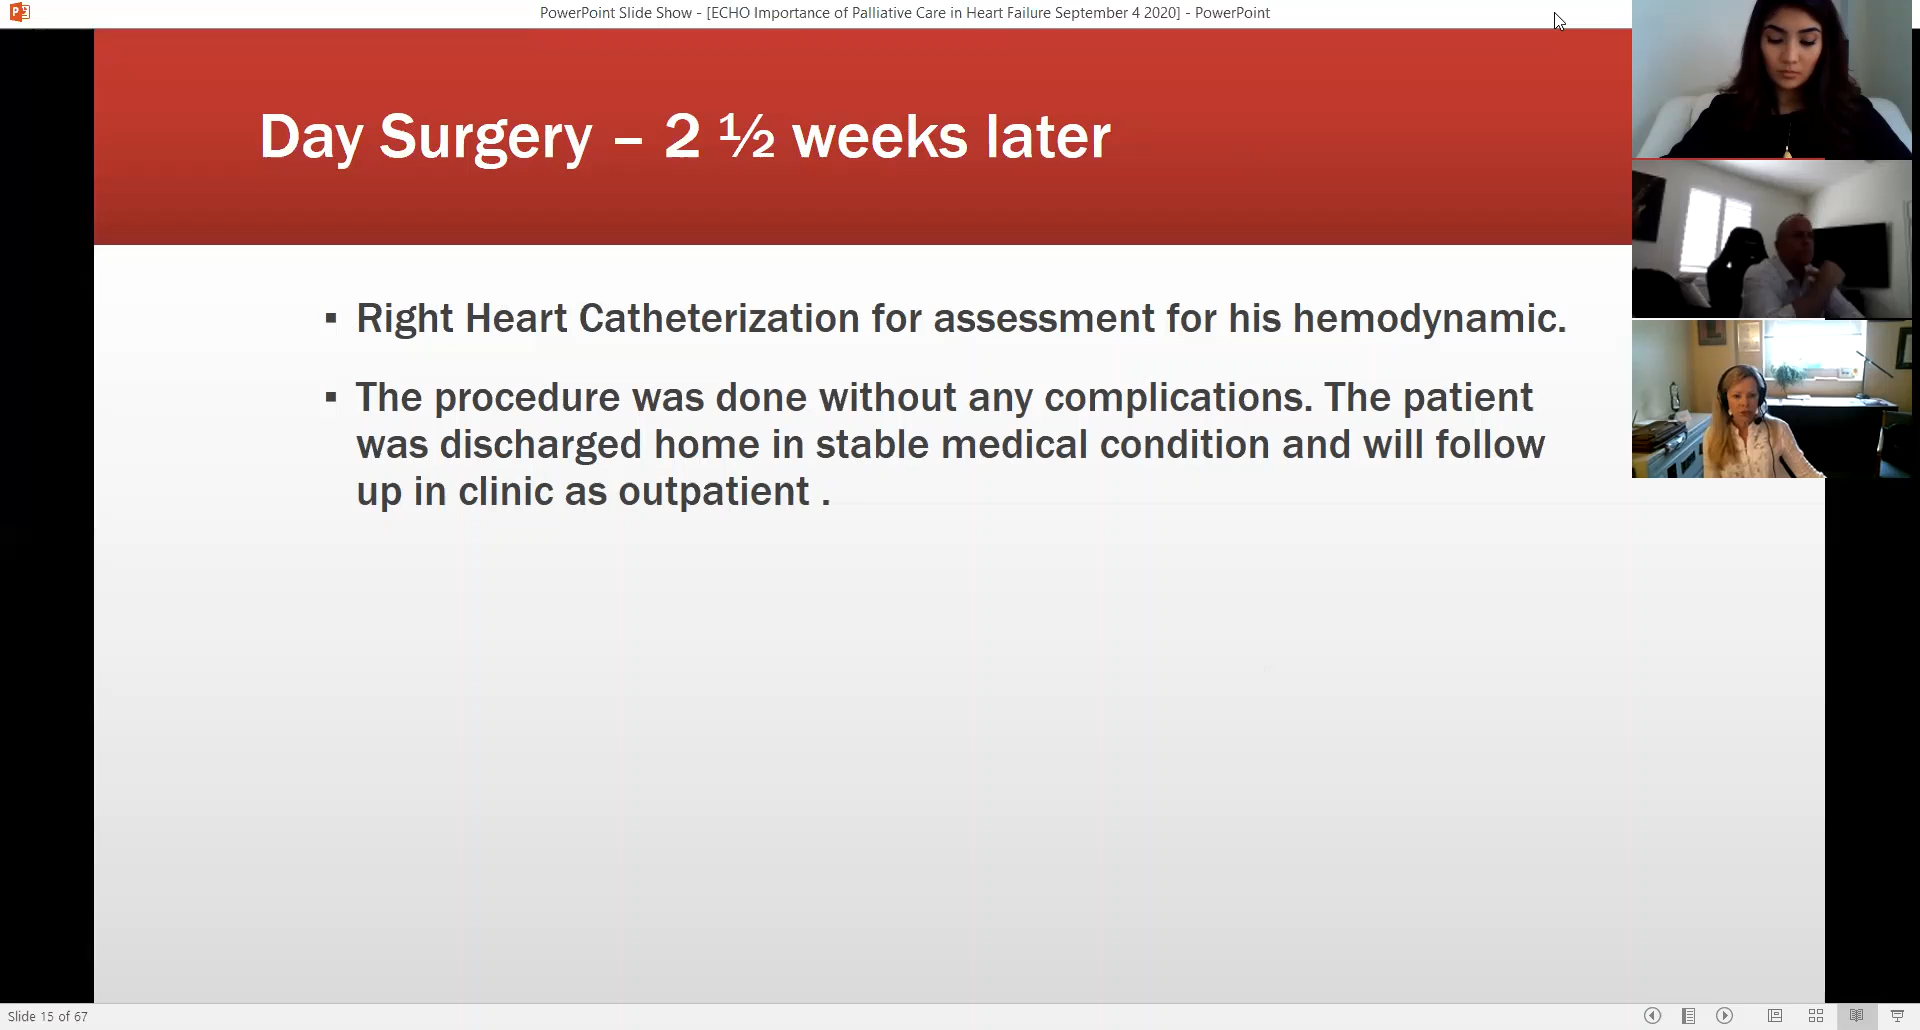 PowerPoint Slide Show - [ECHO Importance of Palliative Care in Heart Failure September 4 2020] - PowerPoint
Day Surgery – 2 ½ weeks later
▪ Right Heart Catheterization for assessment for his hemodynamic.
▪ The procedure was done without any complications. The patient
was discharged home in stable medical condition and will follow
up in clinic as outpatient .
Slide 15 of 67